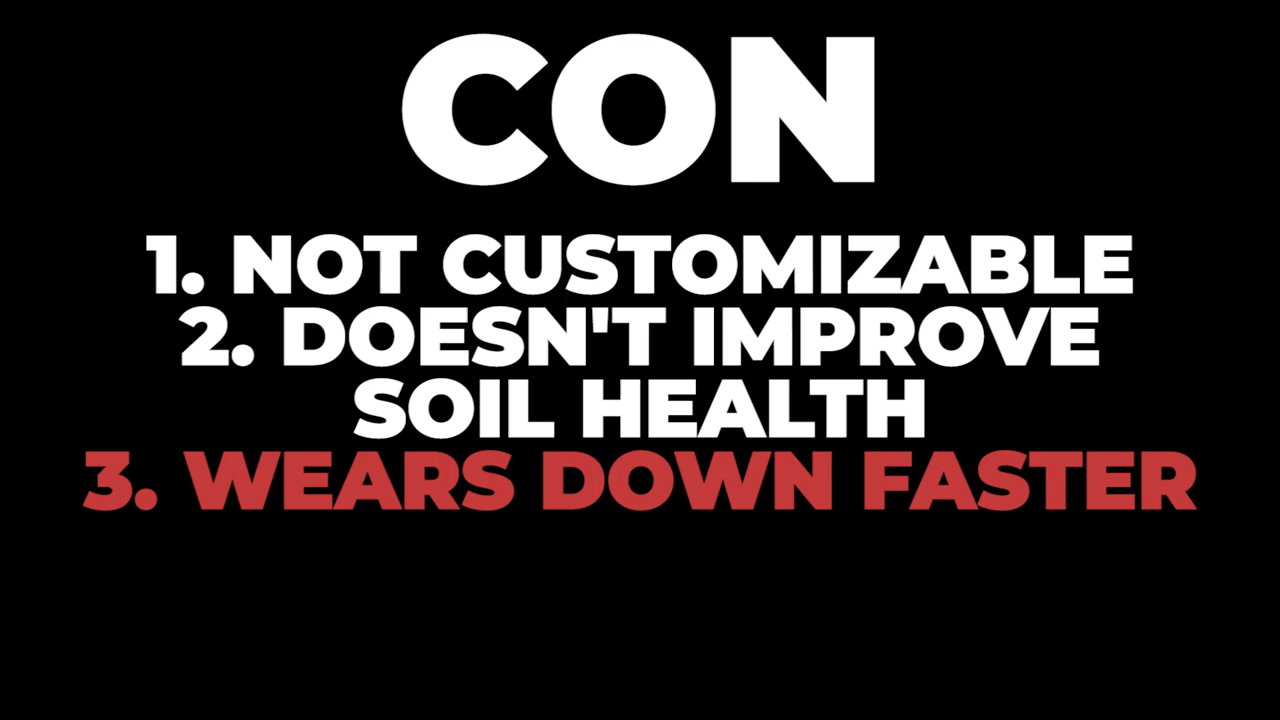 CON
1. NOT CUSTOMIZABLE
2. DOESN'T IMPROVE
SOIL HEALTH
3. WEARS DOWN FASTER